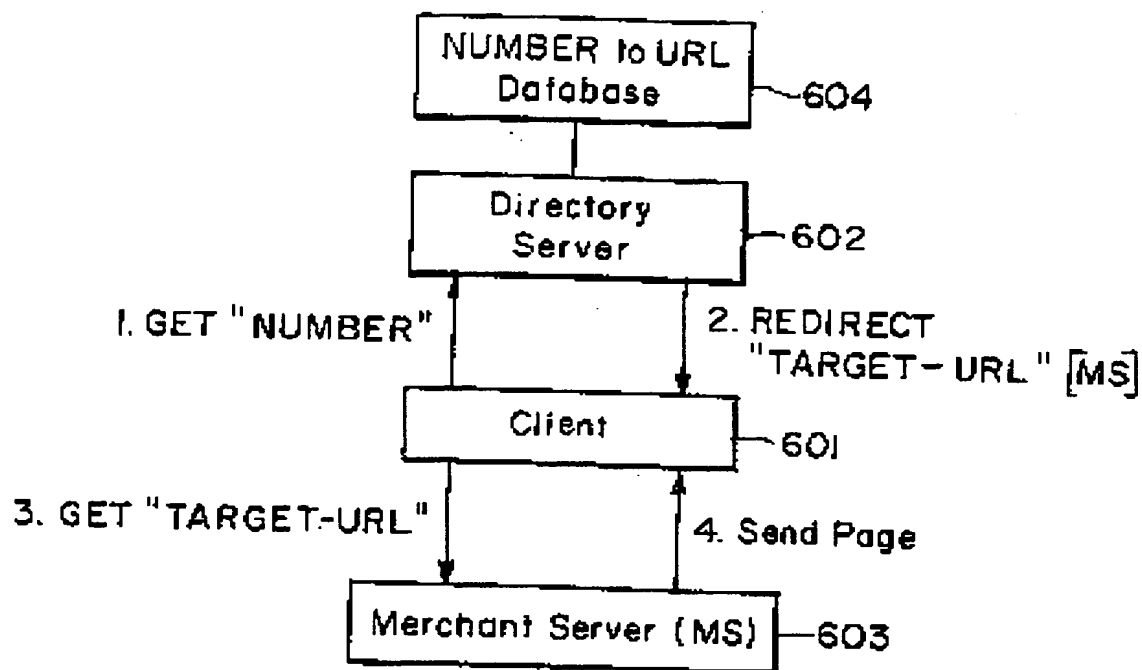 NUMBER to URL
Database
604
Directory
Server
602
1. GET "NUMBER"
2. REDIRECT
"TARGET-URL" [MS]
Client
601
3. GET "TARGET-URL"
4. Send Page
Merchant Server (MS)
603